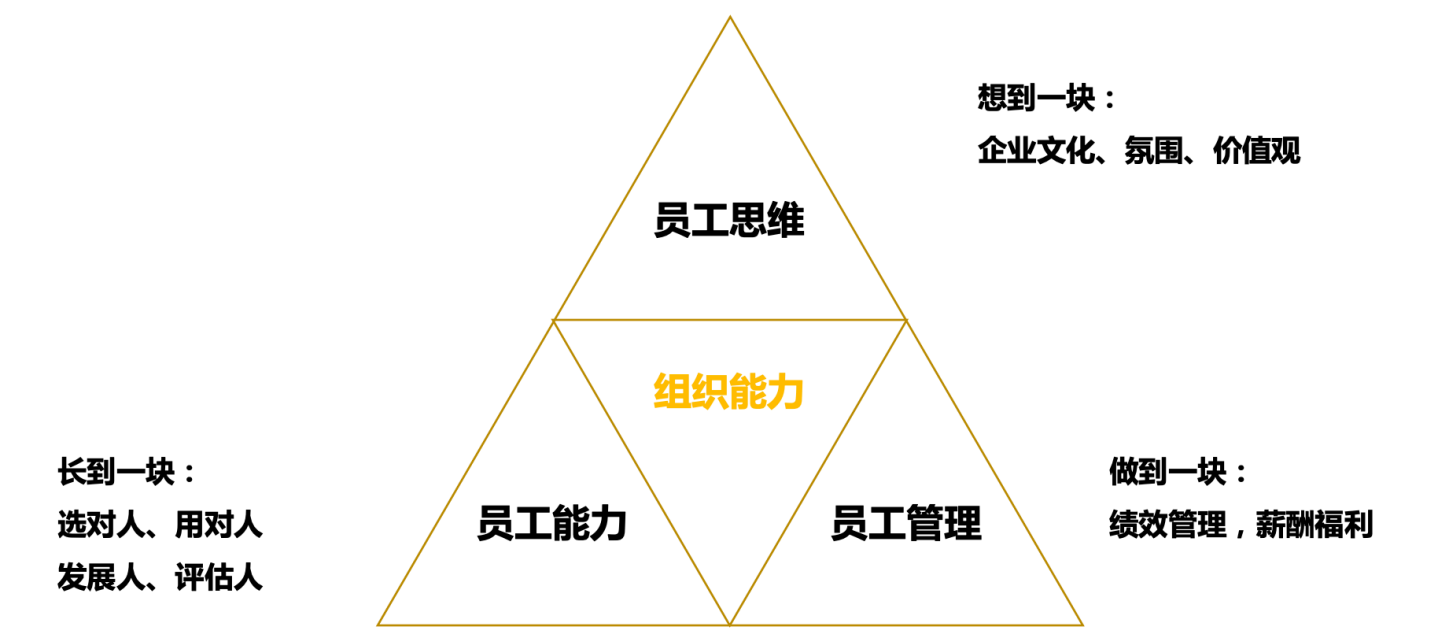 想到一块：
企业文化、氛围、价值观
员工思维
组织能力
长到一块：
选对人、用对人
发展人、评估人
员工能力
员工管理
做到一块：
绩效管理，薪酬福利